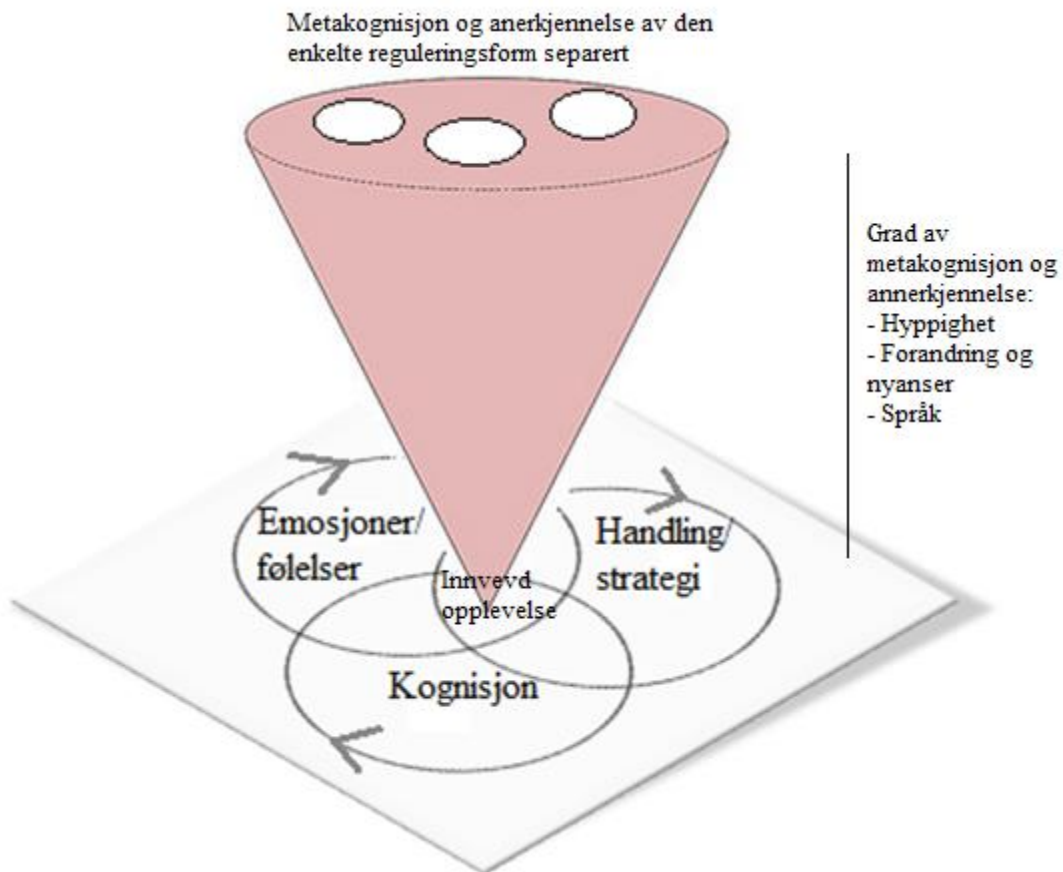 Metakognisjon og anerkjennelse av den
enkelte reguleringsform separert
Grad av
metakognisjon og
annerkjennelse:
- Hyppighet
- Forandring og
nyanser
- Språk
Emosjoner/
følelser
Handling/
strategi
Innvevd
opplevelse
Kognisjon